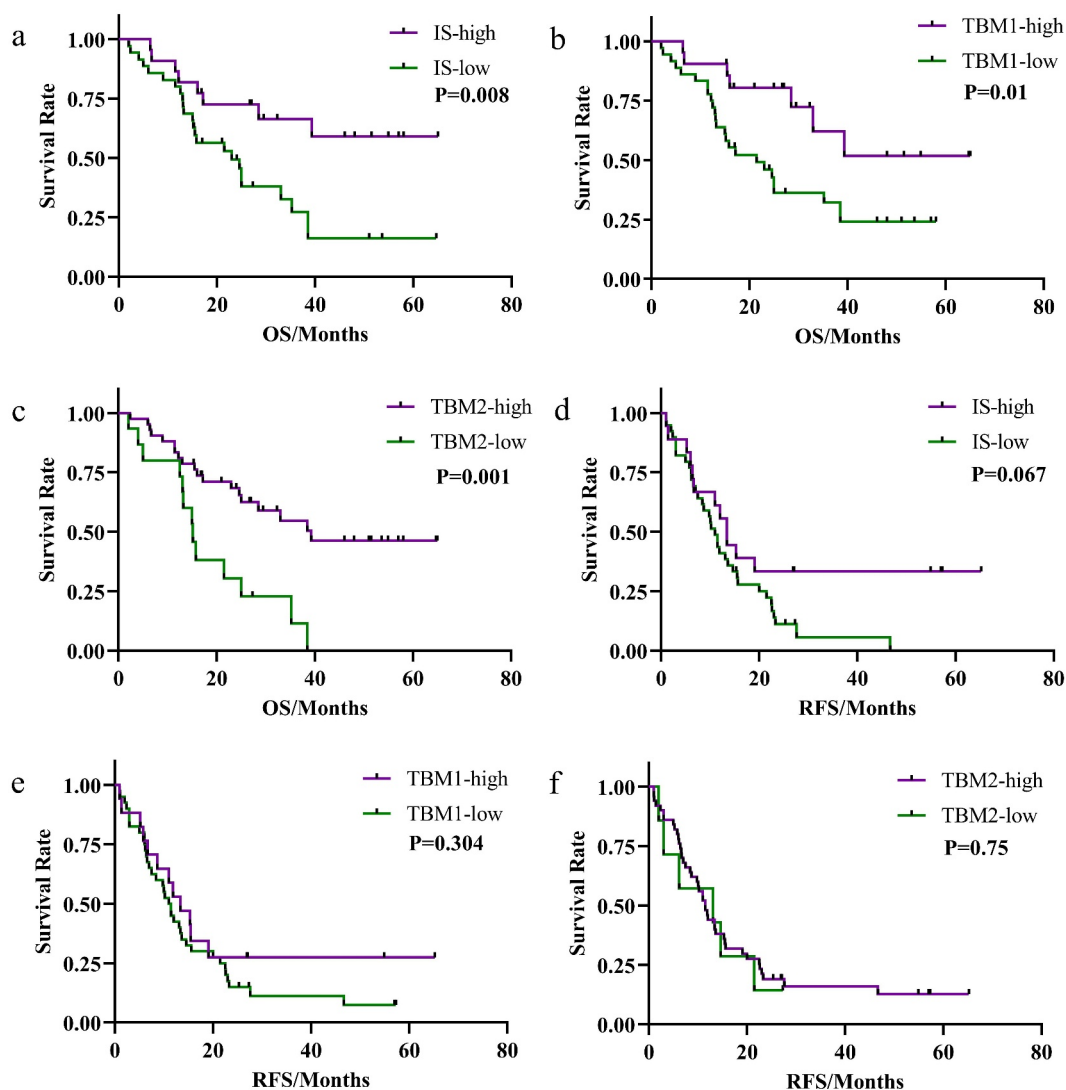 a
IS-high
IS-low
P=0.008
Survival Rate
1.00
0.75
0.50
0.25
0.00
0 20 40 60 80
OS/Months
b
TBM1-high
TBM1-low
P=0.01
Survival Rate
1.00
0.75
0.50
0.25
0.00
0 20 40 60 80
OS/Months
c
TBM2-high
TBM2-low
P=0.001
Survival Rate
1.00
0.75
0.50
0.25
0.00
0 20 40 60 80
OS/Months
d
IS-high
IS-low
P=0.067
Survival Rate
1.00
0.75
0.50
0.25
0.00
0 20 40 60 80
RFS/Months
e
TBM1-high
TBM1-low
P=0.304
Survival Rate
1.00
0.75
0.50
0.25
0.00
0 20 40 60 80
RFS/Months
f
TBM2-high
TBM2-low
P=0.75
Survival Rate
1.00
0.75
0.50
0.25
0.00
0 20 40 60 80
RFS/Months